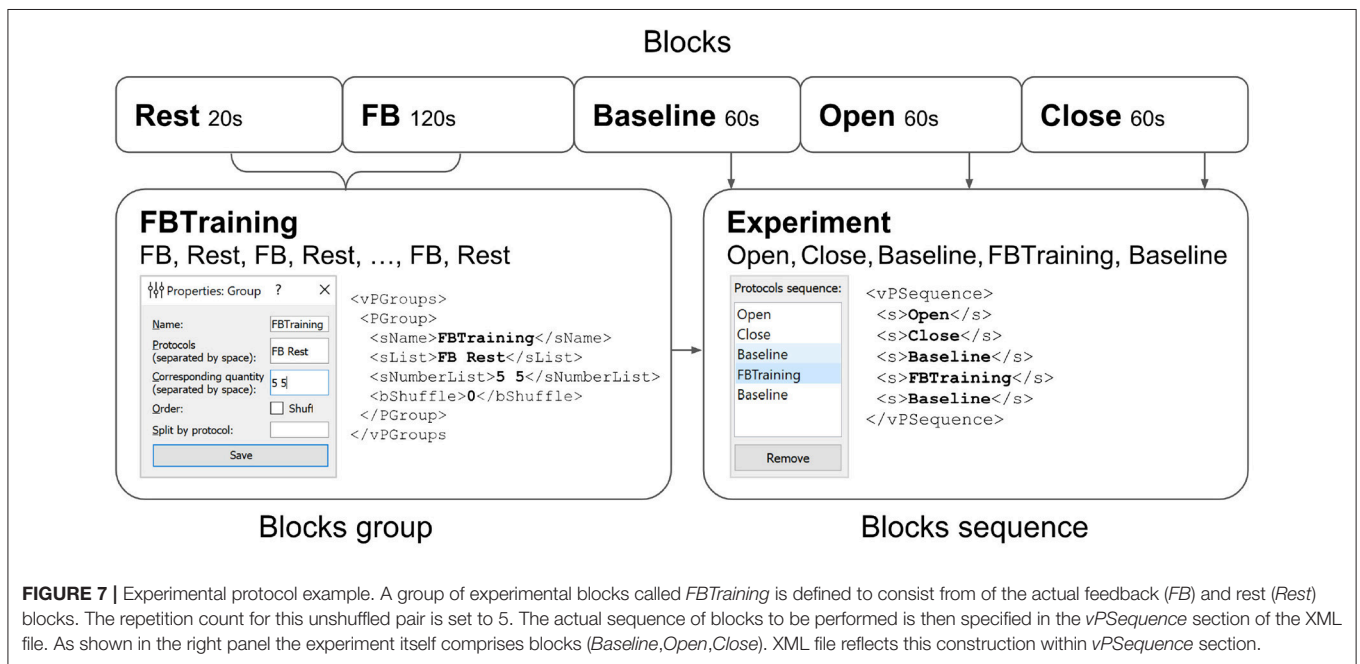 Blocks
Rest 20s
FB 120s
Baseline 60s
Open 60s
Close 60s
FBTraining
FB, Rest, FB, Rest, ..., FB, Rest
Properties: Group ? X
Name: FBTraining
Protocols
(separated by space): FB Rest
Corresponding quantity
(separated by space): 5 5
Order: Shufl
Split by protocol:
Save
<vPGroups>
<PGroup>
<sName>FBTraining</sName>
<sList>FB Rest</sList>
<sNumberList>5 5</sNumberList>
<bShuffle>0</bShuffle>
</PGroup>
</vPGroups
Blocks group
Experiment
Open, Close, Baseline, FBTraining, Baseline
Protocols sequence:
Open
Close
Baseline
FBTraining
Baseline
Remove
<vPSequence>
<s>Open</s>
<s>Close</s>
<s>Baseline</s>
<s>FBTraining</s>
<s>Baseline</s>
</vPSequence>
Blocks sequence
FIGURE 7 | Experimental protocol example. A group of experimental blocks called FBTraining is defined to consist from of the actual feedback (FB) and rest (Rest)
blocks. The repetition count for this unshuffled pair is set to 5. The actual sequence of blocks to be performed is then specified in the vPSequence section of the XML
file. As shown in the right panel the experiment itself comprises blocks (Baseline,Open,Close). XML file reflects this construction within vPSequence section.